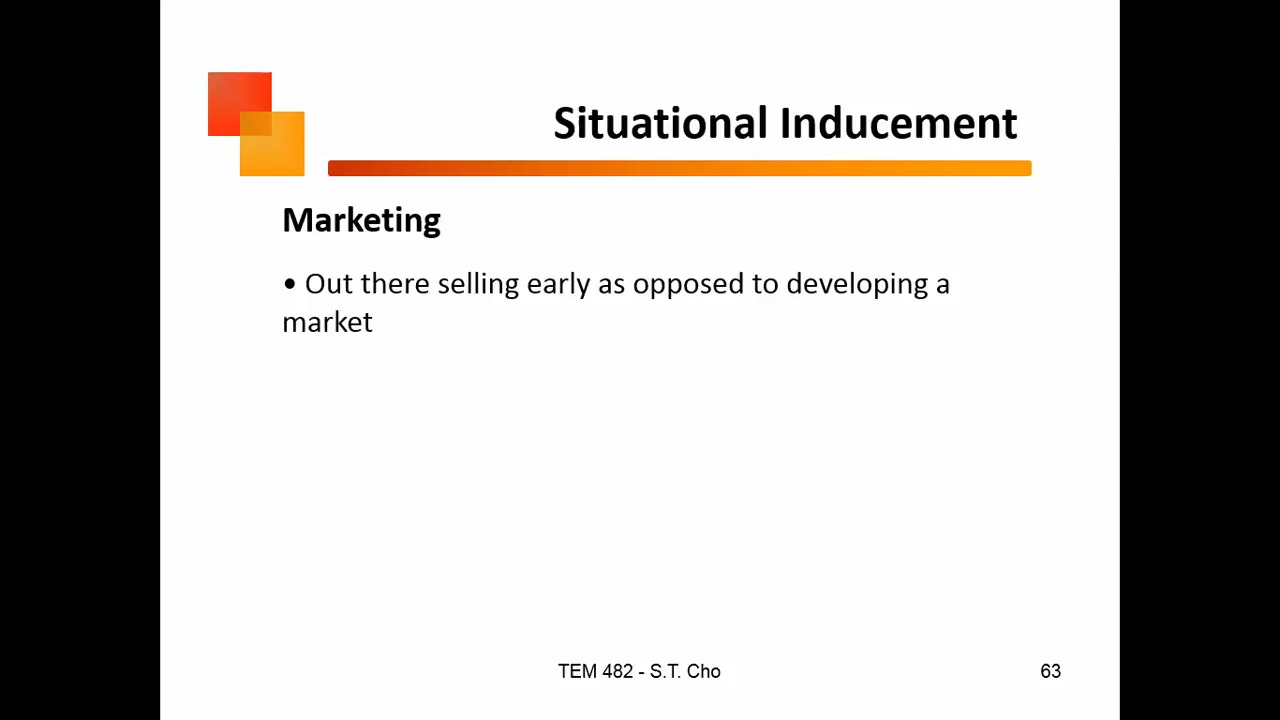 Situational Inducement
Marketing
• Out there selling early as opposed to developing a
market
TEM 482 - S.T. Cho
63